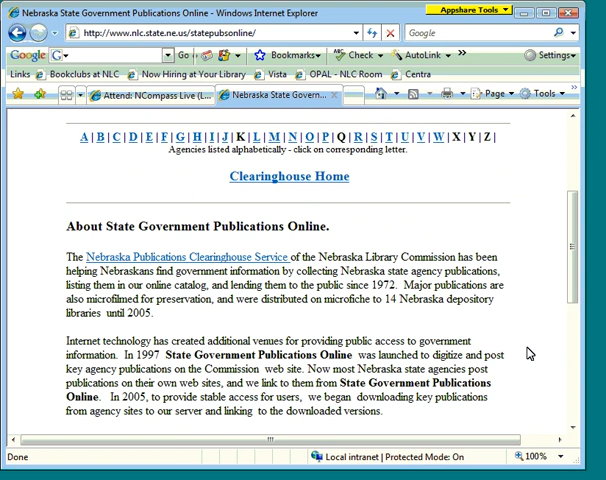 Nebraska State Government Publications Online - Windows Internet Explorer
Appshare Tools
http://www.nlc.state.ne.us/statepubsonline/
Google
Google
G
Go
Bookmarks
Check
AutoLink
Settings
Links
Bookclubs at NLC
Now Hiring at Your Library
Vista
OPAL - NLC Room
Centra
Attend: NCompass Live (L...
Nebraska State Govern...
Page
Tools
A | B | C | D | E | F | G | H | I | J | K | L | M | N | O | P | Q | R | S | T | U | V | W | X | Y | Z |
Agencies listed alphabetically - click on corresponding letter.
Clearinghouse Home
About State Government Publications Online.
The Nebraska Publications Clearinghouse Service of the Nebraska Library Commission has been
helping Nebraskans find government information by collecting Nebraska state agency publications,
listing them in our online catalog, and lending them to the public since 1972. Major publications are
also microfilmed for preservation, and were distributed on microfiche to 14 Nebraska depository
libraries until 2005.
Internet technology has created additional venues for providing public access to government
information. In 1997 State Government Publications Online was launched to digitize and post
key agency publications on the Commission web site. Now most Nebraska state agencies post
publications on their own web sites, and we link to them from State Government Publications
Online. In 2005, to provide stable access for users, we began downloading key publications
from agency sites to our server and linking to the downloaded versions.
Done
Local intranet | Protected Mode: On
100%